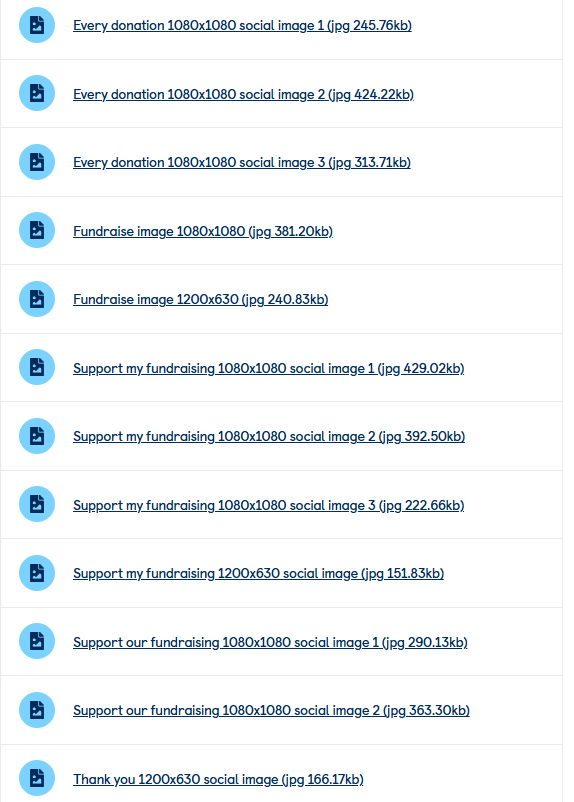 Every donation 1080x1080 social image 1 (jpg 245.76kb)
Every donation 1080x1080 social image 2 (jpg 424.22kb)
Every donation 1080x1080 social image 3 (jpg 313.71kb)
Fundraise image 1080x1080 (jpg 381.20kb)
Fundraise image 1200x630 (jpg 240.83kb)
Support my fundraising 1080x1080 social image 1 (jpg 429.02kb)
Support my fundraising 1080x1080 social image 2 (jpg 392.50kb)
Support my fundraising 1080x1080 social image 3 (jpg 222.66kb)
Support my fundraising 1200x630 social image (jpg 151.83kb)
Support our fundraising 1080x1080 social image 1 (jpg 290.13kb)
Support our fundraising 1080x1080 social image 2 (jpg 363.30kb)
Thank you 1200x630 social image (jpg 166.17kb)